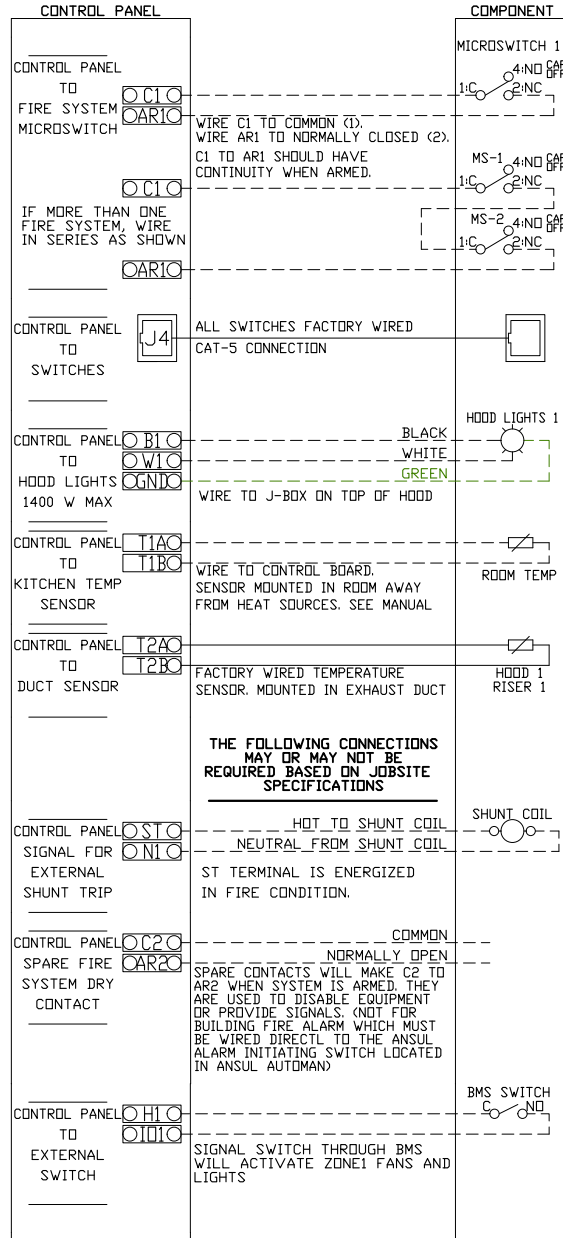 CONTROL PANEL
COMPONENT
MICROSWITCH 1
CONTROL PANEL
TO
FIRE SYSTEM
MICROSWITCH
C1
AR1
4:NO
1:C
2:NC
WIRE C1 TO COMMON (1).
WIRE AR1 TO NORMALLY CLOSED (2).
C1 TO AR1 SHOULD HAVE
CONTINUITY WHEN ARMED.
C1
MS-1
4:NO
1:C
2:NC
IF MORE THAN ONE
FIRE SYSTEM, WIRE
IN SERIES AS SHOWN
MS-2
4:NO
1:C
2:NC
AR1
CONTROL PANEL
TO
SWITCHES
J4
ALL SWITCHES FACTORY WIRED
CAT-5 CONNECTION
HOOD LIGHTS 1
CONTROL PANEL
TO
HOOD LIGHTS
1400 W MAX
B1
W1
GND
BLACK
WHITE
GREEN
WIRE TO J-BOX ON TOP OF HOOD
CONTROL PANEL
TO
KITCHEN TEMP
SENSOR
T1A
T1B
WIRE TO CONTROL BOARD.
SENSOR MOUNTED IN ROOM AWAY
FROM HEAT SOURCES. SEE MANUAL
ROOM TEMP
CONTROL PANEL
TO
DUCT SENSOR
T2A
T2B
FACTORY WIRED TEMPERATURE
SENSOR. MOUNTED IN EXHAUST DUCT
HOOD 1
RISER 1
THE FOLLOWING CONNECTIONS
MAY OR MAY NOT BE
REQUIRED BASED ON JOBSITE
SPECIFICATIONS
CONTROL PANEL
SIGNAL FOR
EXTERNAL
SHUNT TRIP
ST
N1
HOT TO SHUNT COIL
NEUTRAL FROM SHUNT COIL
SHUNT COIL
ST TERMINAL IS ENERGIZED
IN FIRE CONDITION.
CONTROL PANEL
SPARE FIRE
SYSTEM DRY
CONTACT
C2
AR2
COMMON
NORMALLY OPEN
SPARE CONTACTS WILL MAKE C2 TO
AR2 WHEN SYSTEM IS ARMED. THEY
ARE USED TO DISABLE EQUIPMENT
OR PROVIDE SIGNALS. (NOT FOR
BUILDING FIRE ALARM WHICH MUST
BE WIRED DIRECTL TO THE ANSUL
ALARM INITIATING SWITCH LOCATED
IN ANSUL AUTOMAN)
CONTROL PANEL
TO
EXTERNAL
SWITCH
H1
IO1
BMS SWITCH
C
NO
SIGNAL SWITCH THROUGH BMS
WILL ACTIVATE ZONE1 FANS AND
LIGHTS